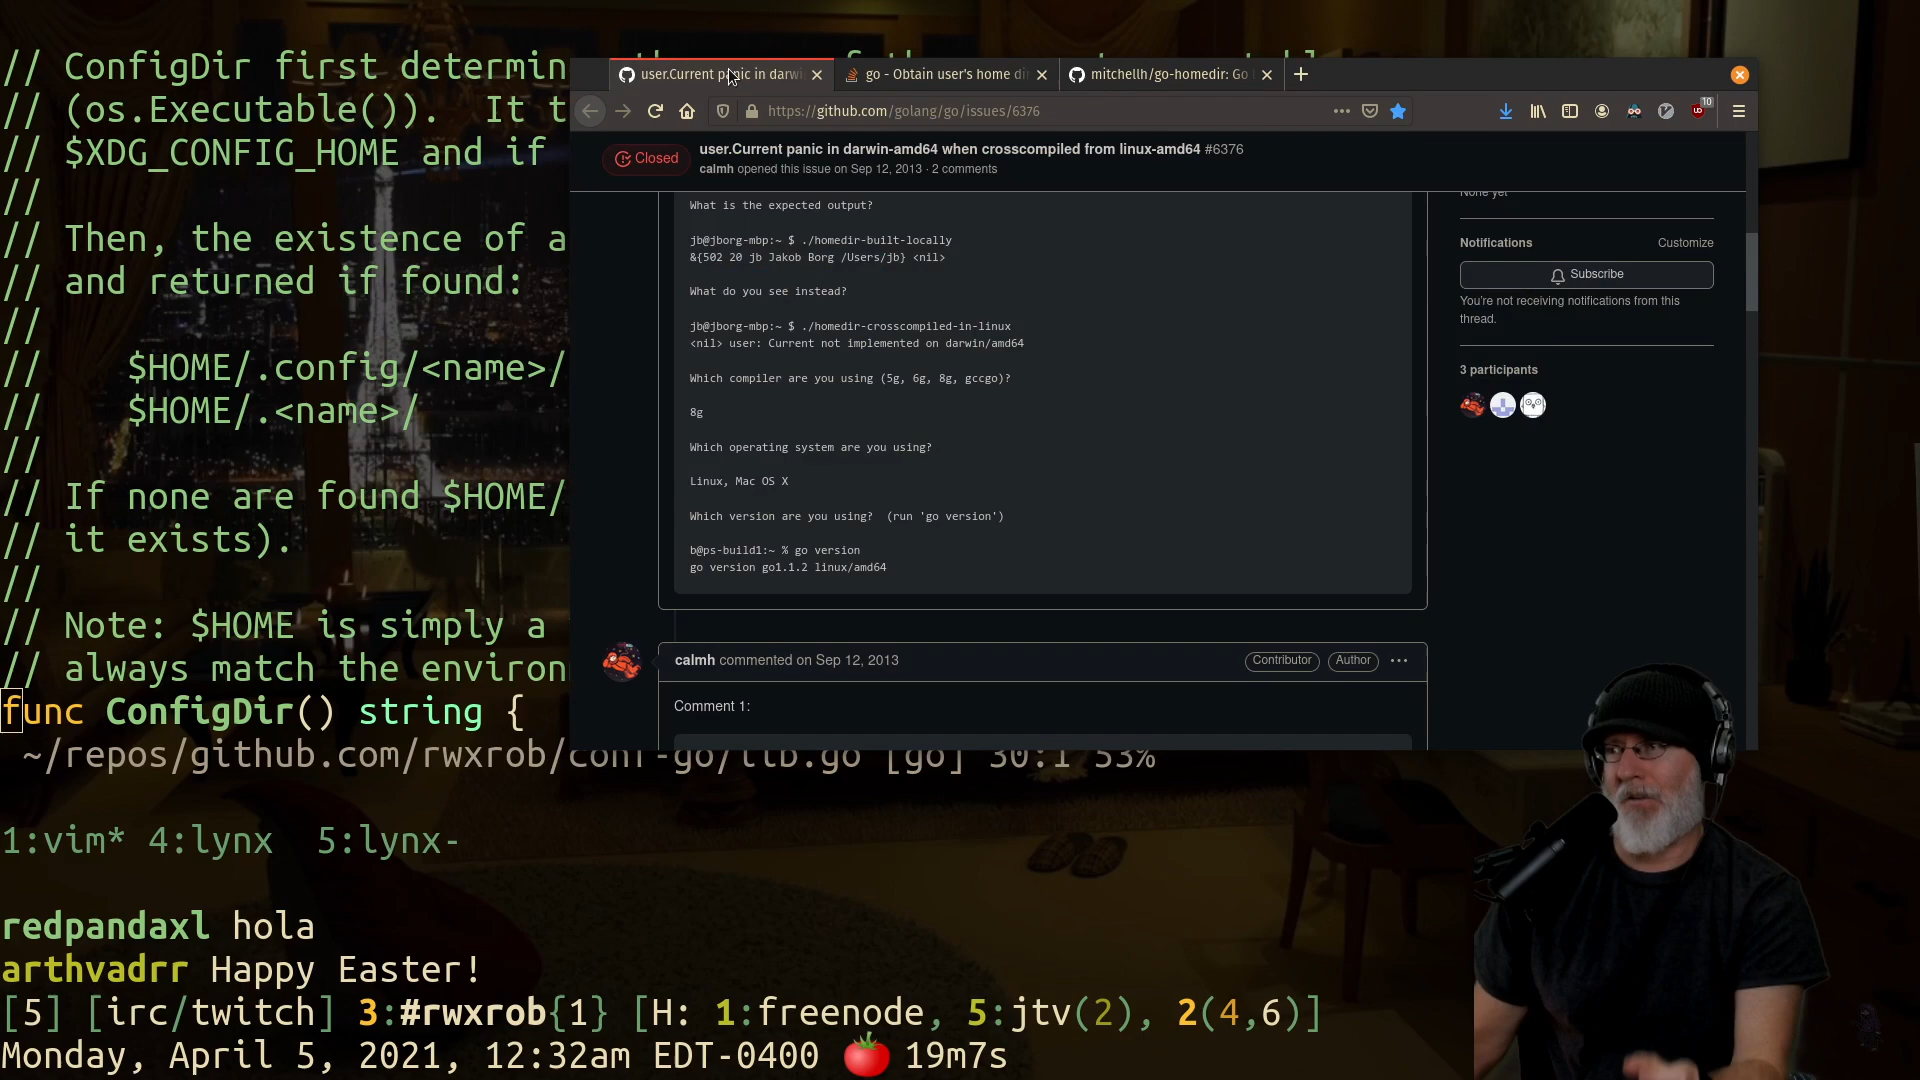 // ConfigDir first determin
// (os.Executable()).  It t
// $XDG_CONFIG_HOME and if
//
// Then, the existence of a
// and returned if found:
//
//    $HOME/.config/<name>/
//    $HOME/.<name>/
//
// If none are found $HOME/
// it exists).
//
// Note: $HOME is simply a
// always match the environ
func ConfigDir() string {
~/repos/github.com/rwxrob/conf-go/lib.go [go] 30:1 53%
1:vim* 4:lynx  5:lynx-
redpandaxl hola
arthvadrr Happy Easter!
[5] [irc/twitch] 3:#rwxrob{1} [H: 1:freenode, 5:jtv(2), 2(4,6)]
Monday, April 5, 2021, 12:32am EDT-0400 🍅 19m7s
user.Current panic in darwi
go - Obtain user's home di
mitchellh/go-homedir: Go
https://github.com/golang/go/issues/6376
10
Closed
user.Current panic in darwin-amd64 when crosscompiled from linux-amd64 #6376
calmh opened this issue on Sep 12, 2013 · 2 comments
What is the expected output?
jb@jborg-mbp:~ $ ./homedir-built-locally
&{502 20 jb Jakob Borg /Users/jb} <nil>
What do you see instead?
jb@jborg-mbp:~ $ ./homedir-crosscompiled-in-linux
<nil> user: Current not implemented on darwin/amd64
Which compiler are you using (5g, 6g, 8g, gccgo)?
8g
Which operating system are you using?
Linux, Mac OS X
Which version are you using?  (run 'go version')
b@ps-build1:~ % go version
go version go1.1.2 linux/amd64
calmh commented on Sep 12, 2013
Contributor
Author
Comment 1:
None yet
Notifications
Customize
Subscribe
You're not receiving notifications from this
thread.
3 participants